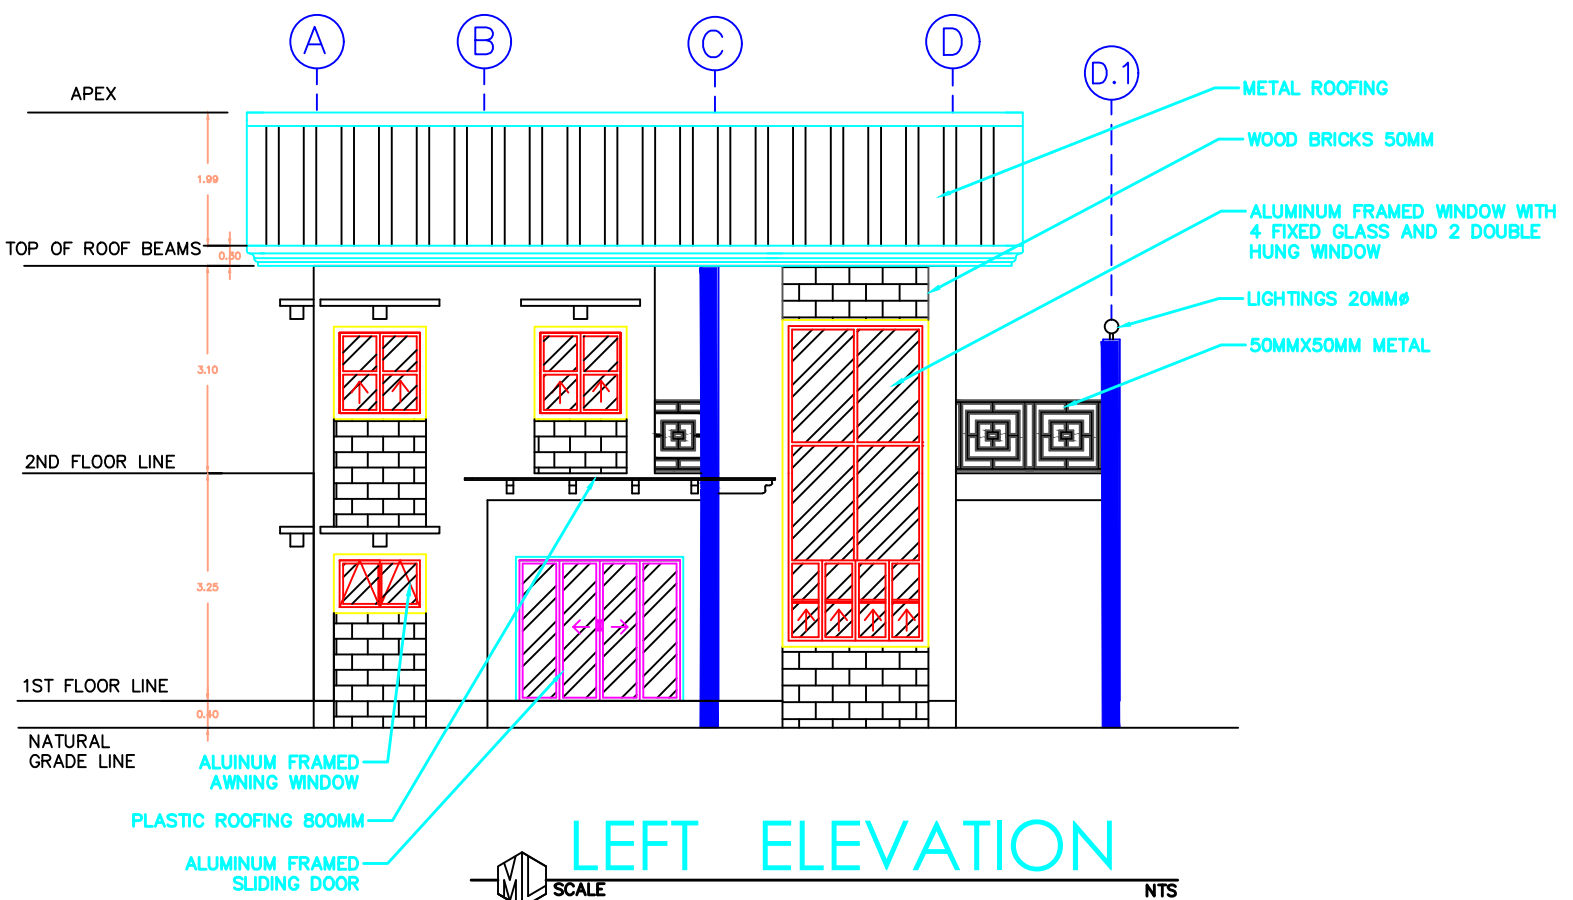 A
B
C
D
D.1
APEX
METAL ROOFING
WOOD BRICKS 50MM
1.99
ALUMINUM FRAMED WINDOW WITH
4 FIXED GLASS AND 2 DOUBLE
HUNG WINDOW
TOP OF ROOF BEAMS
0.30
LIGHTINGS 20MMØ
50MMX50MM METAL
3.10
2ND FLOOR LINE
3.25
1ST FLOOR LINE
0.40
NATURAL
GRADE LINE
ALUINUM FRAMED
AWNING WINDOW
PLASTIC ROOFING 800MM
ALUMINUM FRAMED
SLIDING DOOR
LEFT ELEVATION
VML
SCALE
NTS